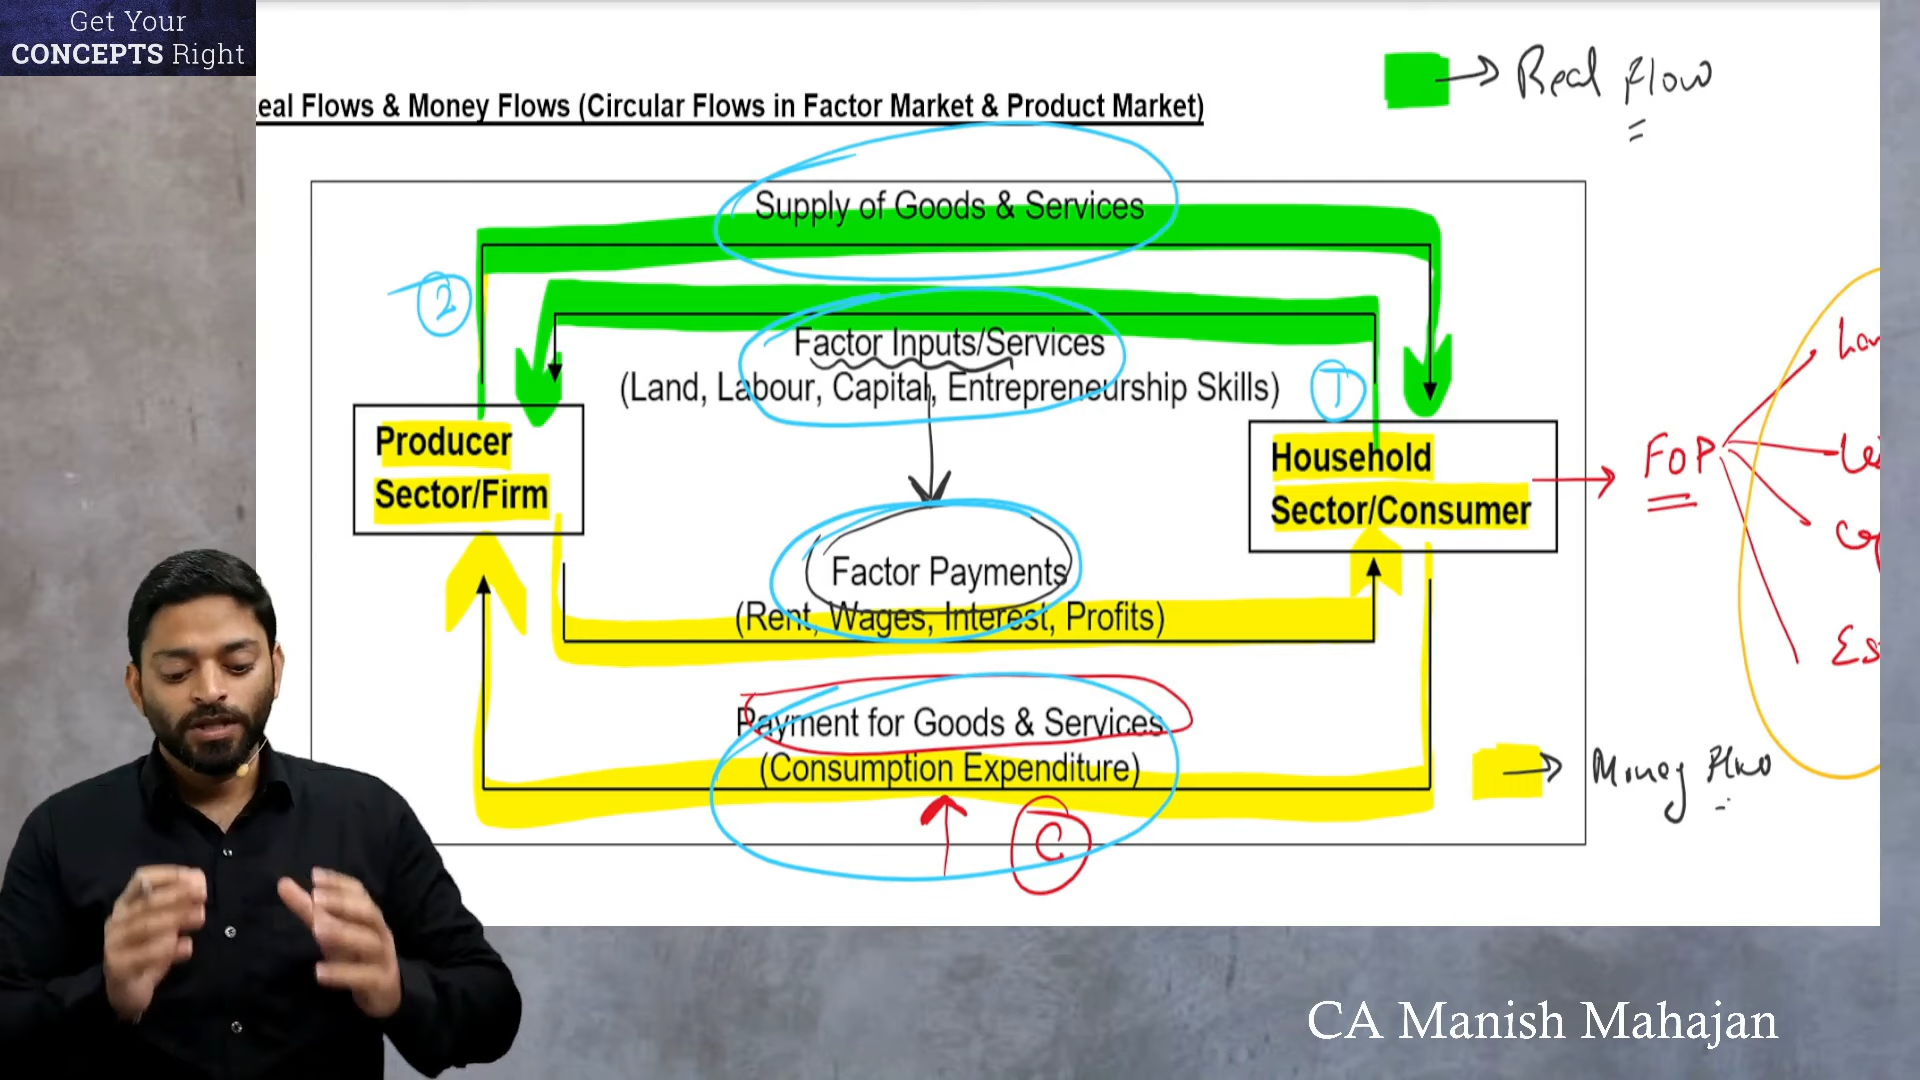 Get Your
CONCEPTS Right
Real Flow
eal Flows & Money Flows (Circular Flows in Factor Market & Product Market)
Supply of Goods & Services
2
Factor Inputs/Services
(Land, Labour, Capital, Entrepreneurship Skills)
1
Producer
Sector/Firm
Household
Sector/Consumer
FOP
Factor Payments
(Rent, Wages, Interest, Profits)
Payment for Goods & Services
(Consumption Expenditure)
C
Money Flow
CA Manish Mahajan